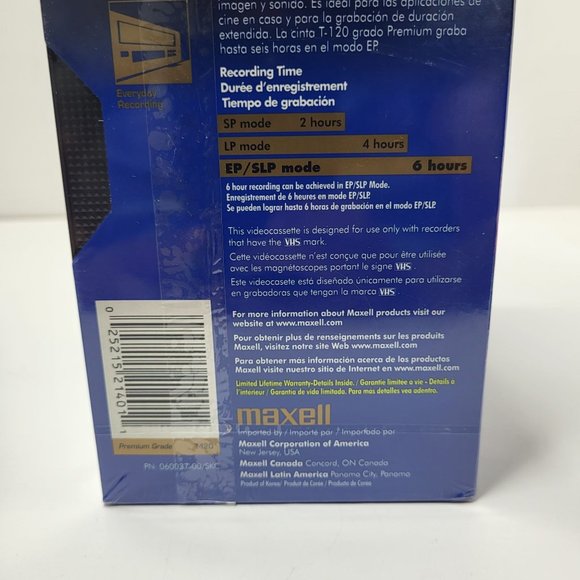 imagen y sonido. Es ideal para las aplicaciones de
cine en casa y para la grabación de duración
extendida. La cinta T-120 grado Premium graba
hasta seis horas en el modo EP.
Everyday
Recording
Recording Time
Durée d'enregistrement
Tiempo de grabación
SP mode 2 hours
LP mode 4 hours
EP/SLP mode 6 hours
6 hour recording can be achieved in EP/SLP Mode.
Enregistrement de 6 heures en mode EP/SLP.
Se pueden lograr hasta 6 horas de grabación en el modo EP/SLP.
This videocassette is designed for use only with recorders
that have the VHS mark.
Cette vidéocassette n'est conçue que pour être utilisée
avec les magnétoscopes portant le signe VHS.
Este videocasete está diseñado únicamente para utilizarse
en grabadoras que tengan la marca VHS
For more information about Maxell products visit our
website at www.maxell.com
Pour obtenir plus de renseignements sur les produits
Maxell, visitez notre site Web www.maxell.com.
Para obtener más información acerca de los productos
Maxell visite nuestro sitio de Internet en www.maxell.com
Limited Lifetime Warranty-Details Inside. / Garantie limitée a vie - Détails a
l'interieur / Garantia limitada de vida. Para mas detalles vea adentro.
maxell
Imported by / Importé par / Importado por
Maxell Corporation of America
New Jersey, USA
Maxell Canada Concord, ON Canada
Maxell Latin America Panama City, Panama
Product of Korea/ Produit de Corée / Producto de Corea
0 25215 21401 1
Premium Grade T-120
PN: 060037-00/SKC